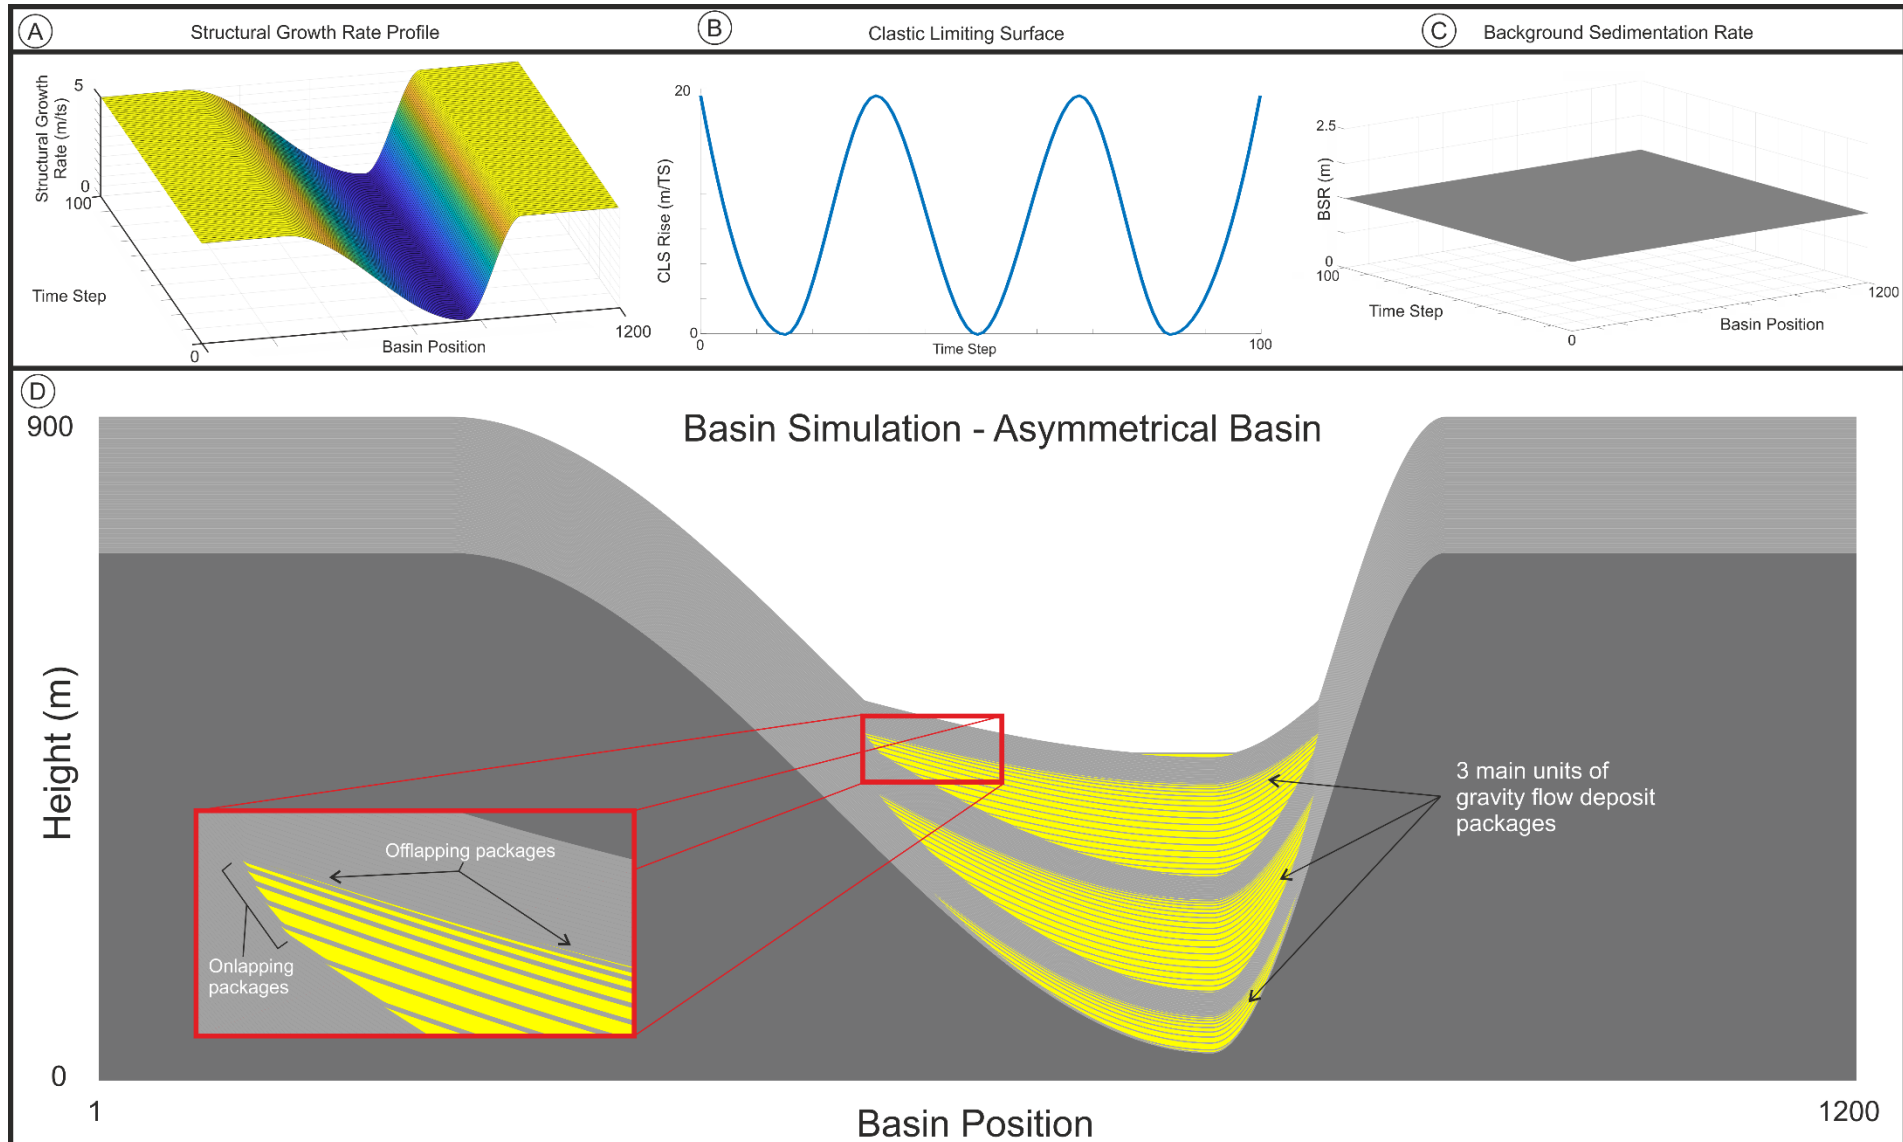 A
Structural Growth Rate Profile
B
Clastic Limiting Surface
C
Background Sedimentation Rate
5
Structural Growth
Rate (m/ts)
0
100
Time Step
0
Basin Position
1200
20
CLS Rise (m/TS)
0
0
Time Step
100
2.5
BSR (m)
0
100
Time Step
0
Basin Position
1200
D
900
Basin Simulation - Asymmetrical Basin
Height (m)
3 main units of
gravity flow deposit
packages
Offlapping packages
Onlapping
packages
0
1
Basin Position
1200